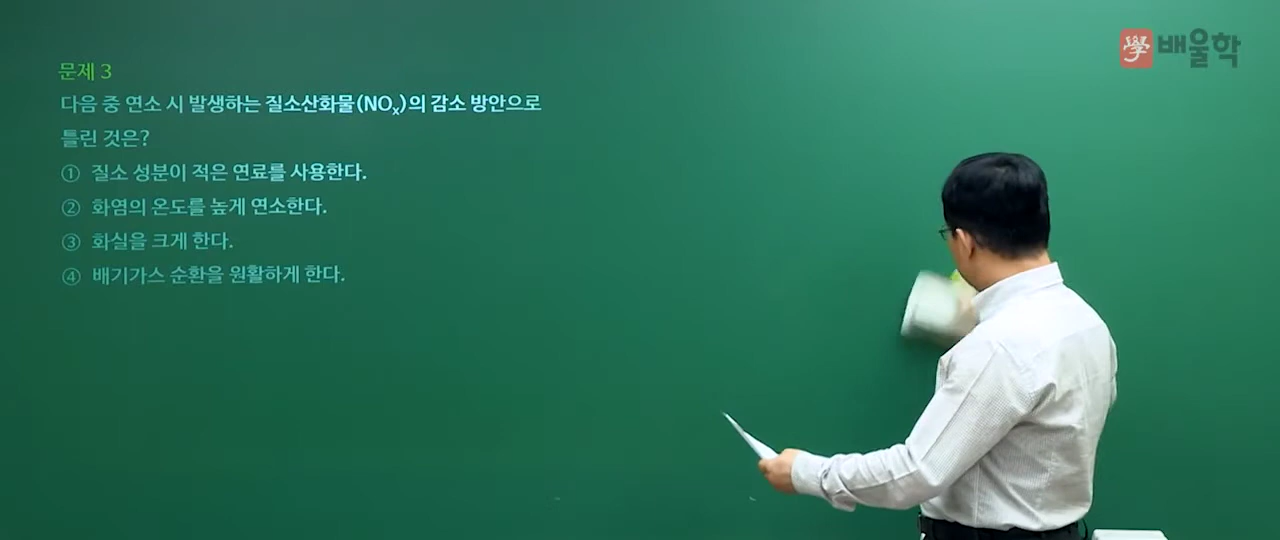 學 배울학
문제 3
다음 중 연소 시 발생하는 질소산화물(NOx)의 감소 방안으로
틀린 것은?
① 질소 성분이 적은 연료를 사용한다.
② 화염의 온도를 높게 연소한다.
③ 화실을 크게 한다.
④ 배기가스 순환을 원활하게 한다.